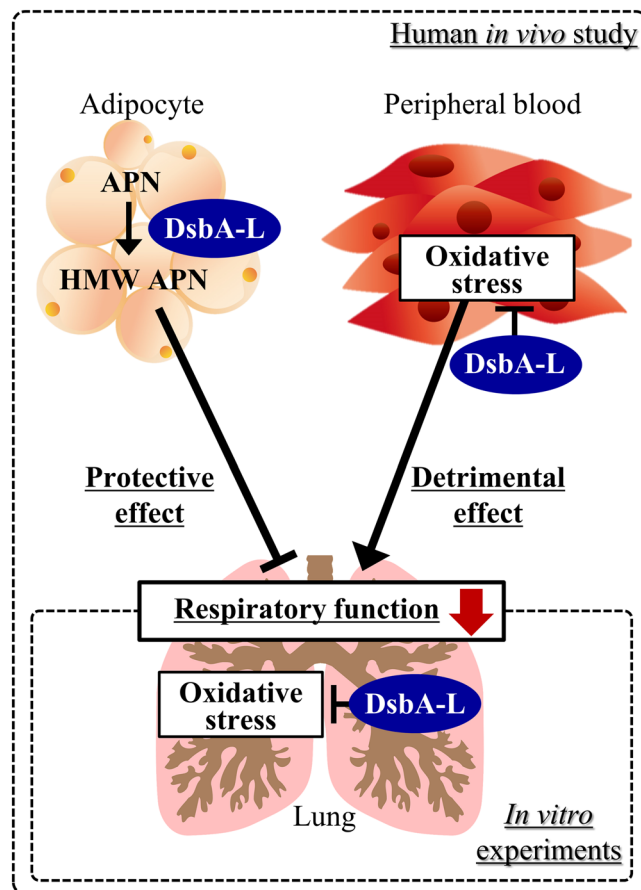 Human in vivo study
Adipocyte
Peripheral blood
APN
DsbA-L
HMW APN
Oxidative
stress
DsbA-L
Protective
effect
Detrimental
effect
Respiratory function
Oxidative
stress
DsbA-L
Lung
In vitro
experiments